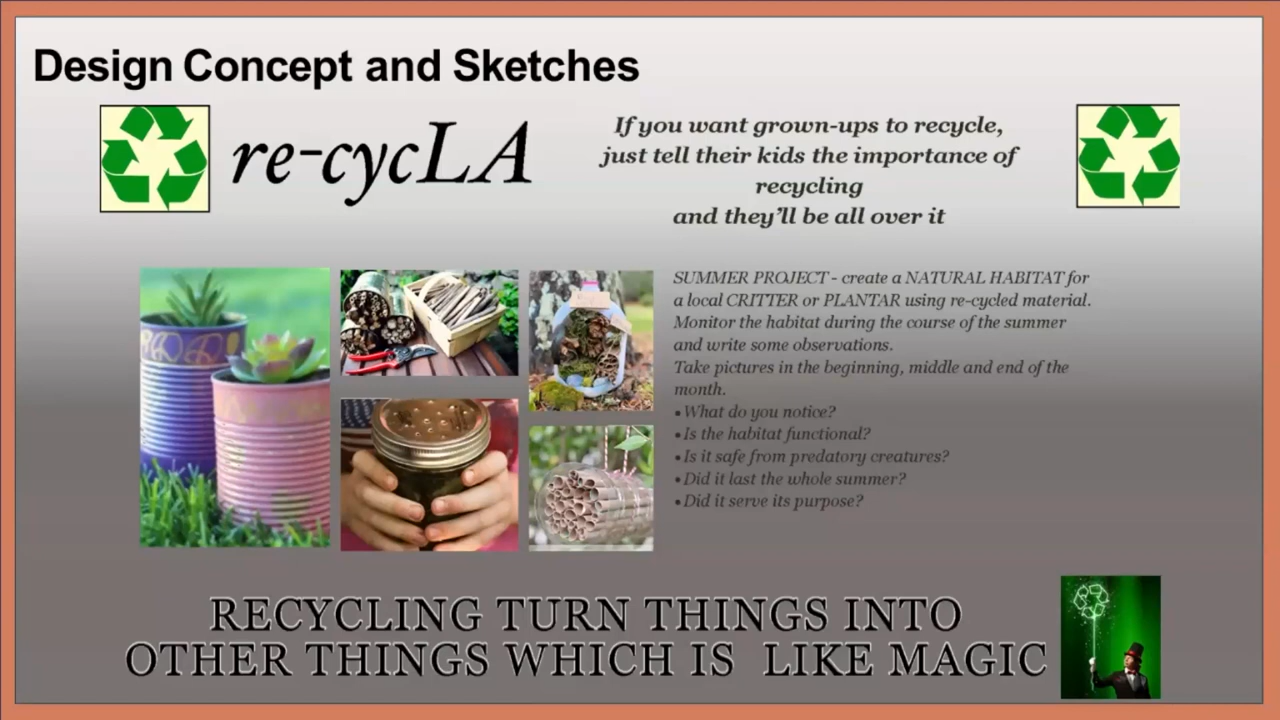 Design Concept and Sketches
re-cycLA
If you want grown-ups to recycle,
just tell their kids the importance of
recycling
and they'll be all over it
SUMMER PROJECT - create a NATURAL HABITAT for
a local CRITTER or PLANTAR using re-cycled material.
Monitor the habitat during the course of the summer
and write some observations.
Take pictures in the beginning, middle and end of the
month.
• What do you notice?
• Is the habitat functional?
• Is it safe from predatory creatures?
• Did it last the whole summer?
• Did it serve its purpose?
RECYCLING TURN THINGS INTO
OTHER THINGS WHICH IS LIKE MAGIC